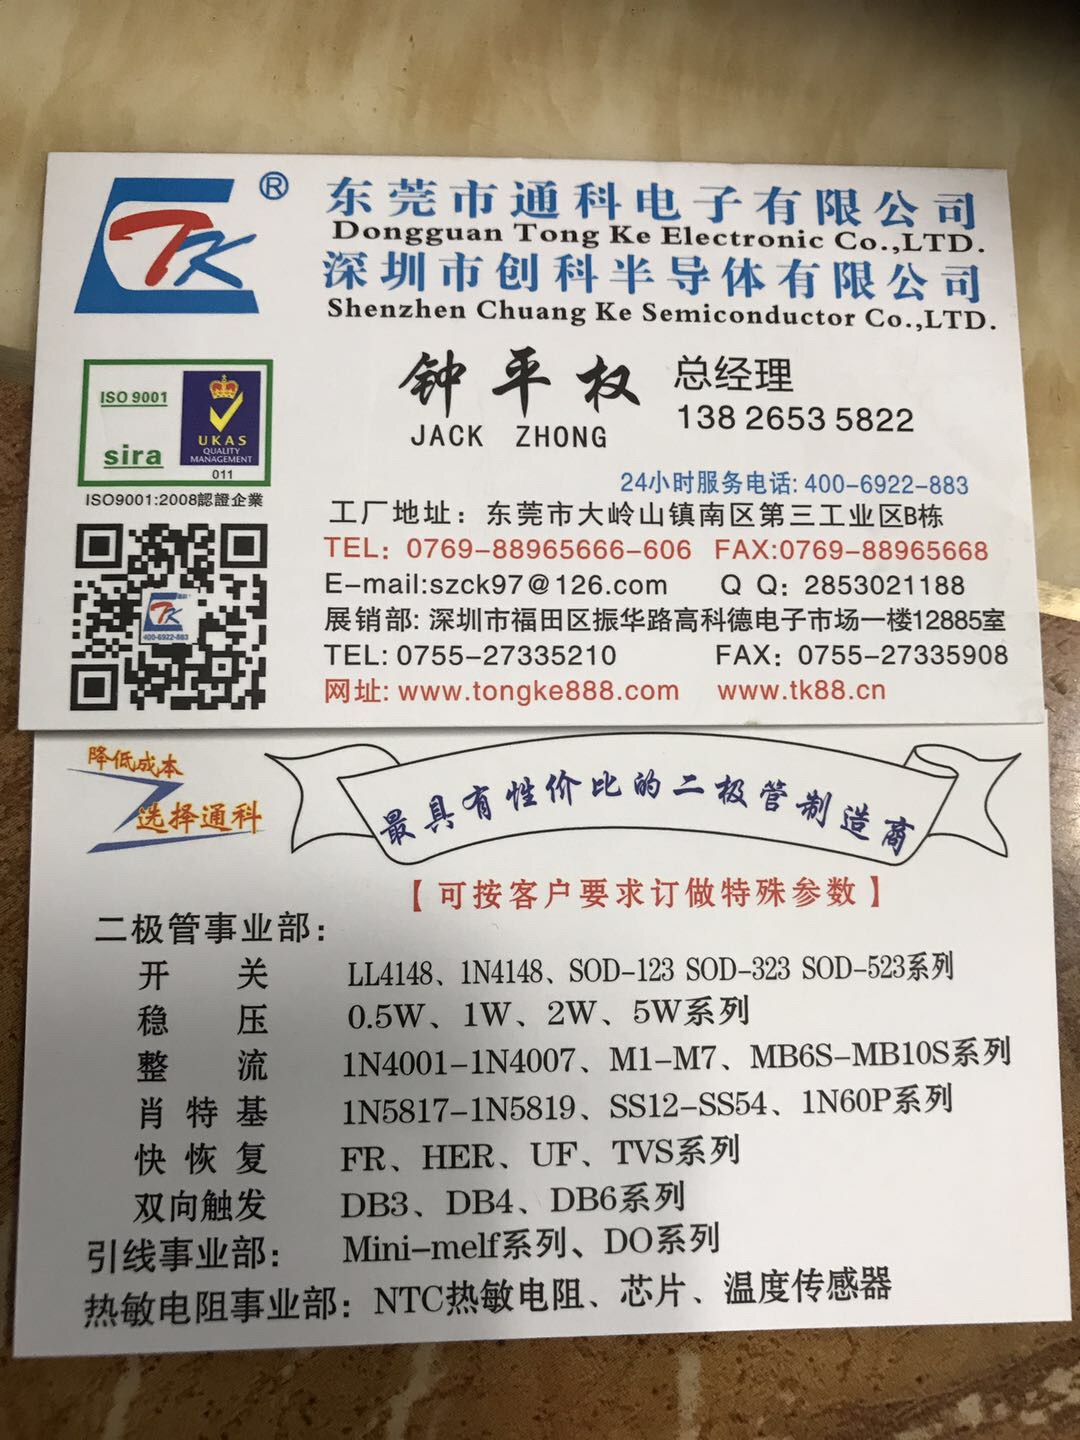 TK ®
东莞市通科电子有限公司
Dongguan Tong Ke Electronic Co.,LTD.
深圳市创科半导体有限公司
Shenzhen Chuang Ke Semiconductor Co.,LTD.
钟平权 总经理
JACK ZHONG 138 2653 5822
ISO 9001
sira
UKAS
QUALITY
MANAGEMENT
011
ISO9001:2008認證企業
24小时服务电话: 400-6922-883
工厂地址：东莞市大岭山镇南区第三工业区B栋
TEL：0769-88965666-606 FAX:0769-88965668
E-mail:szck97@126.com Q Q：2853021188
展销部: 深圳市福田区振华路高科德电子市场一楼12885室
TEL: 0755-27335210 FAX：0755-27335908
网址: www.tongke888.com www.tk88.cn
TK
400-6922-883
降低成本
选择通科
最具有性价比的二极管制造商
【可按客户要求订做特殊参数】
二极管事业部：
开关 LL4148、1N4148、SOD-123 SOD-323 SOD-523系列
稳压 0.5W、1W、2W、5W系列
整流 1N4001-1N4007、M1-M7、MB6S-MB10S系列
肖特基 1N5817-1N5819、SS12-SS54、1N60P系列
快恢复 FR、HER、UF、TVS系列
双向触发 DB3、DB4、DB6系列
引线事业部： Mini-melf系列、DO系列
热敏电阻事业部：NTC热敏电阻、芯片、温度传感器